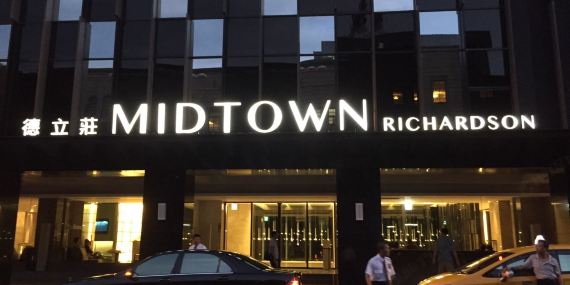 德立莊 MIDTOWN RICHARDSON